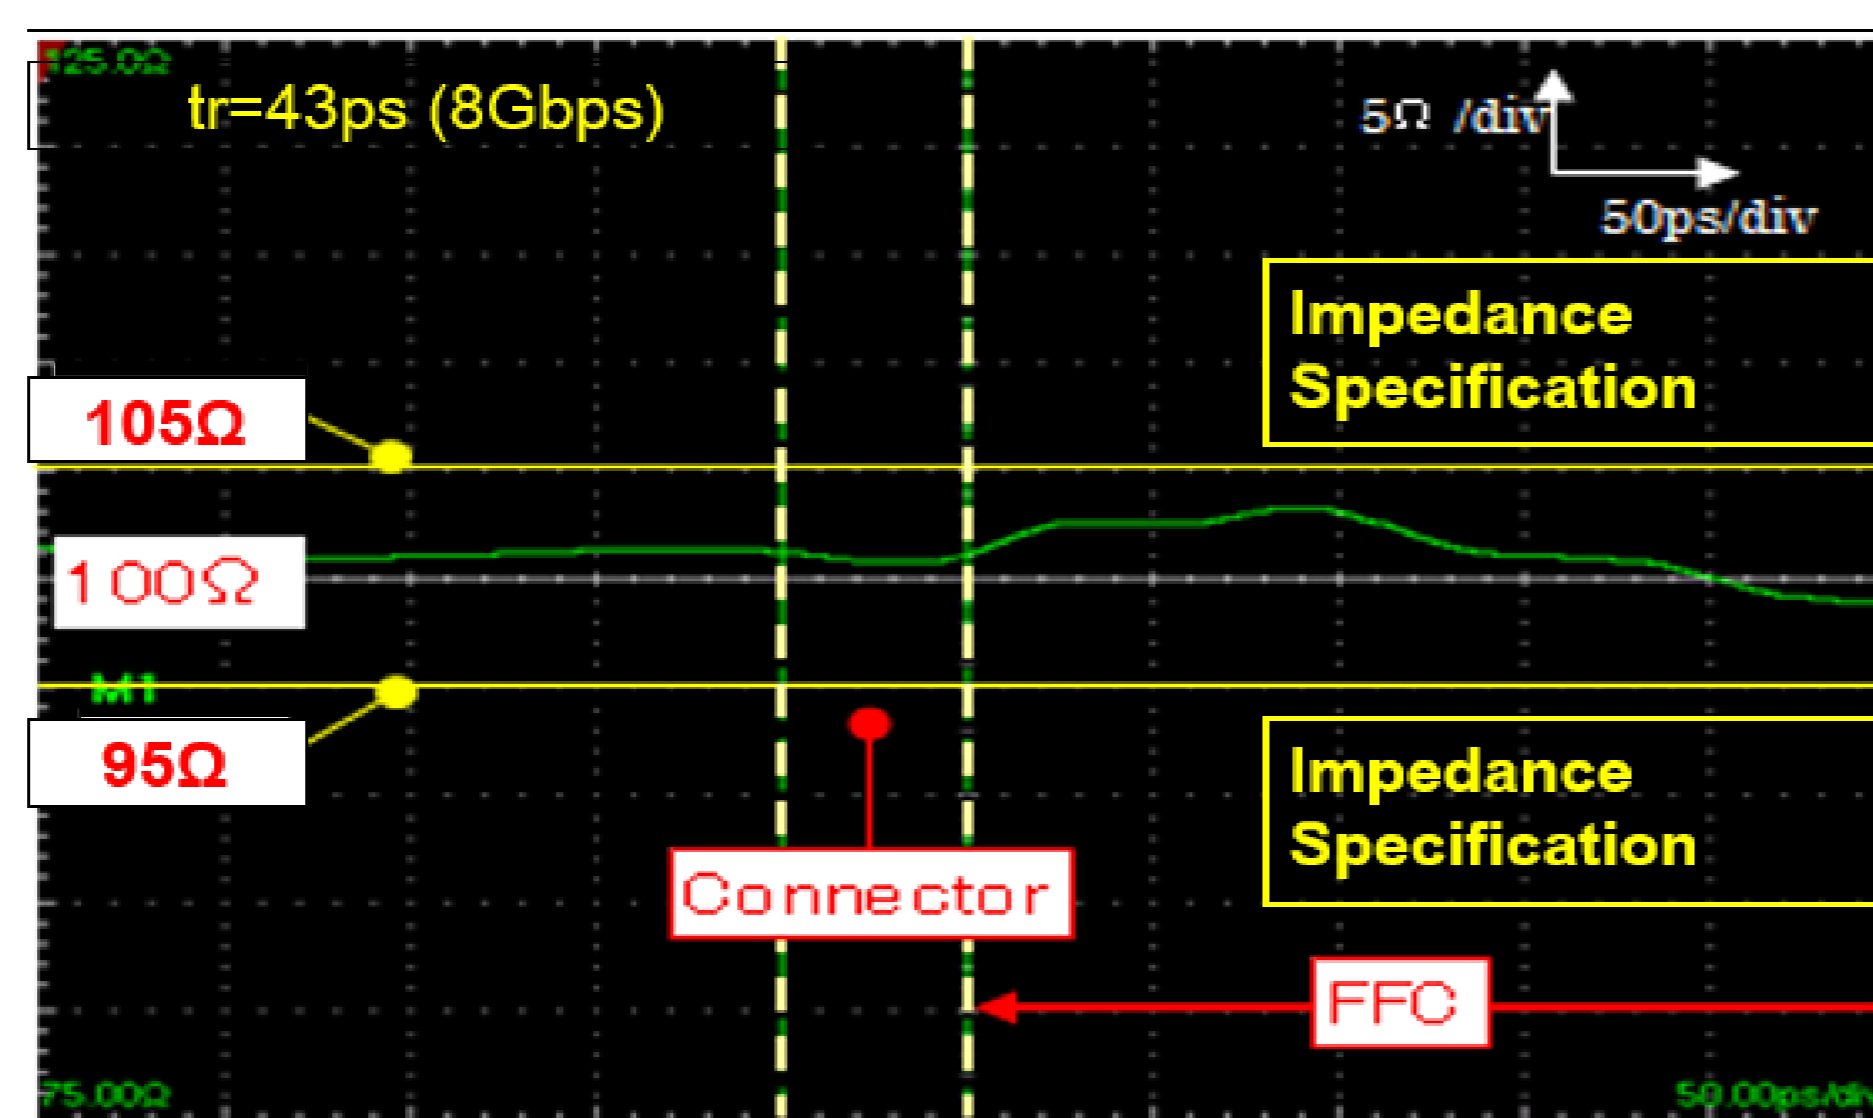 125.0Ω
tr=43ps (8Gbps)
5Ω /div
50ps/div
Impedance
Specification
105Ω
100Ω
M1
95Ω
Impedance
Specification
Connector
FFC
75.00Ω
50.00ps/div